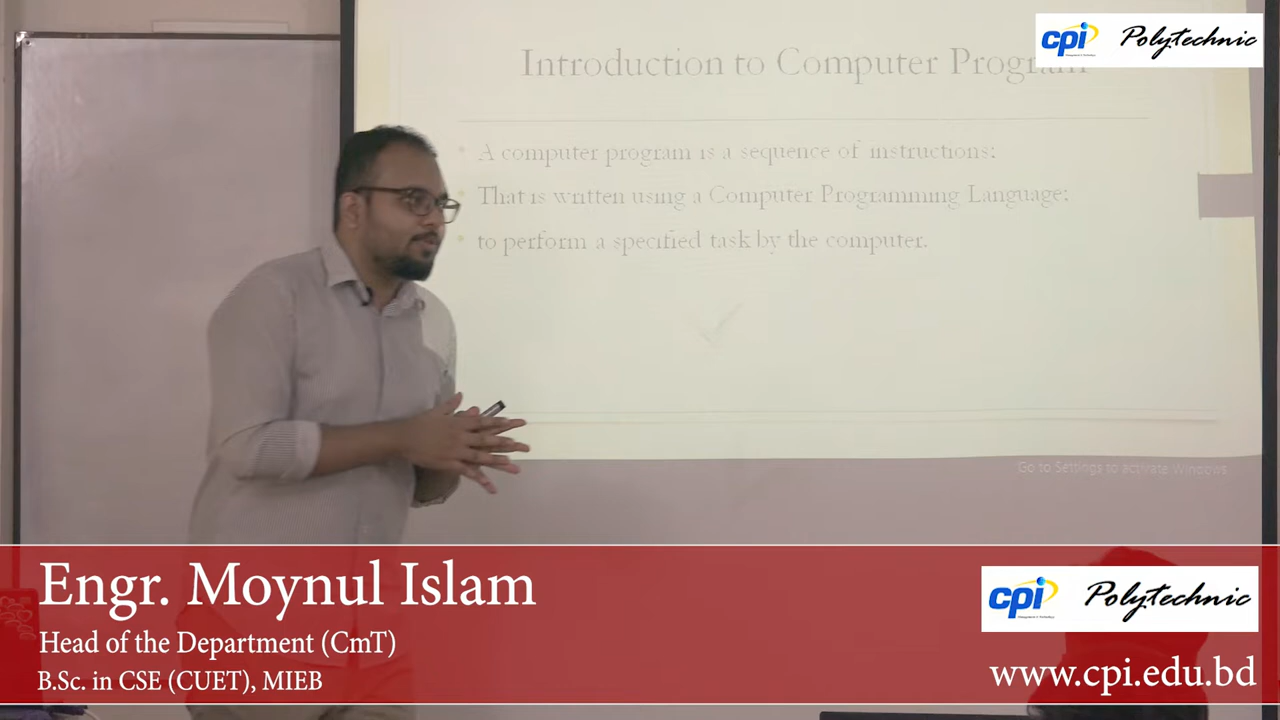 cpi Polytechnic
Introduction to Computer Program
A computer program is a sequence of instructions;
That is written using a Computer Programming Language;
to perform a specified task by the computer.
Go to Settings to activate Windows.
Engr. Moynul Islam
Head of the Department (CmT)
B.Sc. in CSE (CUET), MIEB
cpi Polytechnic
www.cpi.edu.bd